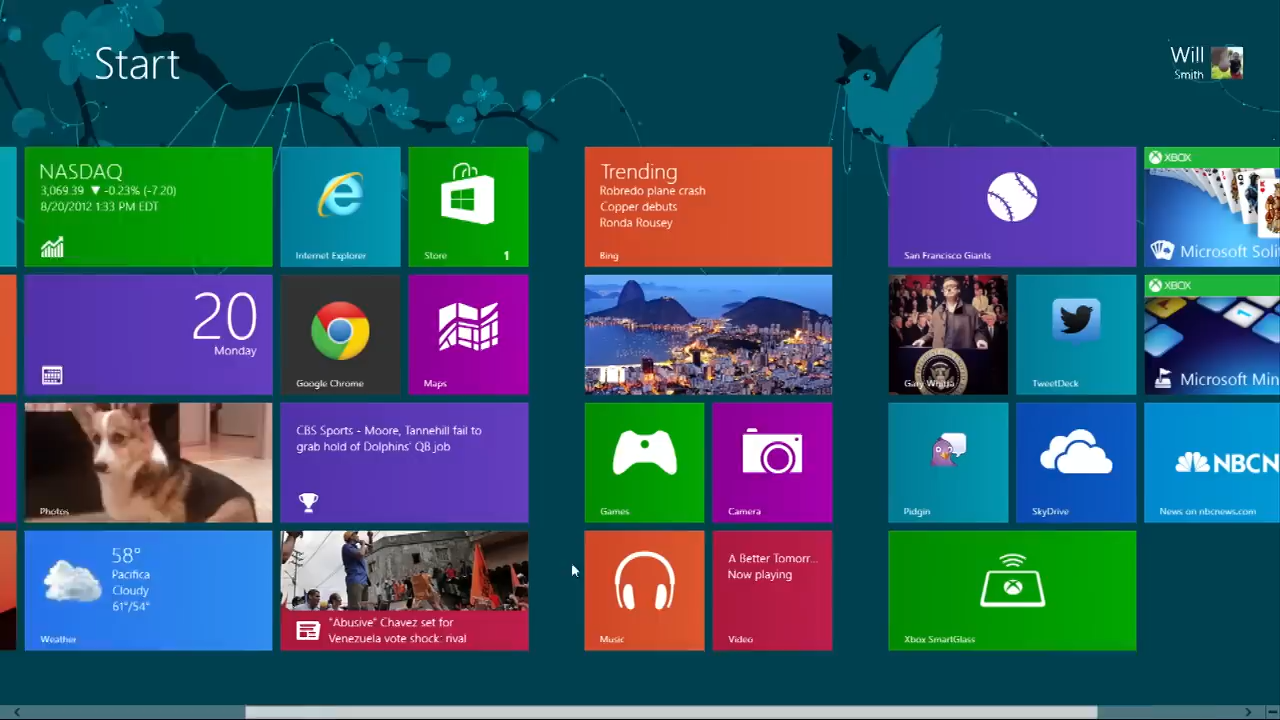 Start
Will
Smith
NASDAQ
3,069.39 ▼ -0.23% (-7.20)
8/20/2012 1:33 PM EDT
Internet Explorer
Store
1
Trending
Robredo plane crash
Copper debuts
Ronda Rousey
Bing
San Francisco Giants
XBOX
Microsoft Soli
20
Monday
Google Chrome
Maps
Gary Whitta
TweetDeck
XBOX
Microsoft Min
Photos
CBS Sports - Moore, Tannehill fail to
grab hold of Dolphins' QB job
Games
Camera
Pidgin
SkyDrive
NBCN
News on nbcnews.com
58°
Pacifica
Cloudy
61°/54°
Weather
"Abusive" Chavez set for
Venezuela vote shock: rival
Music
A Better Tomorr...
Now playing
Video
Xbox SmartGlass